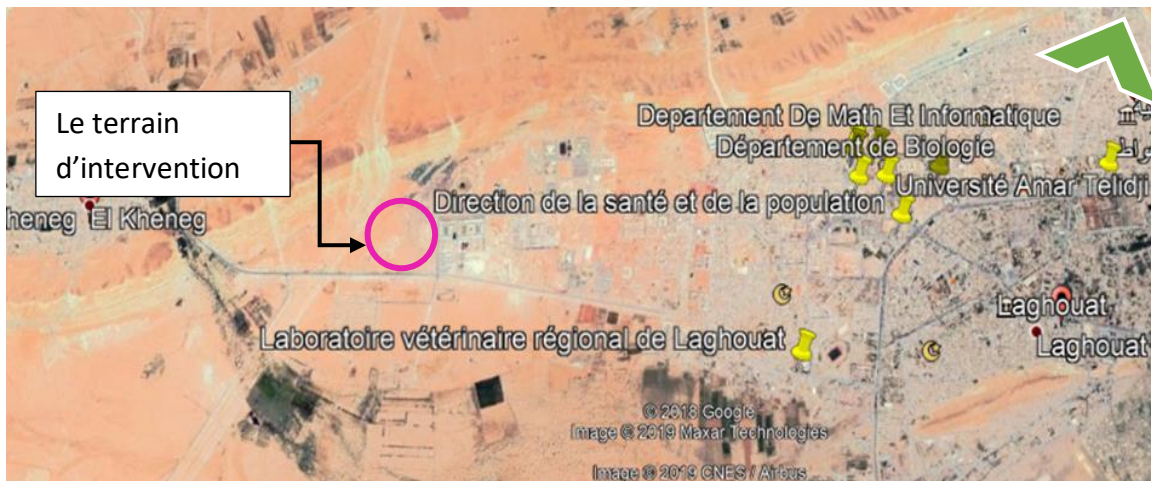 Le terrain
d’intervention
Departement De Math Et Informatique
Département de Biologie
Université Amar Telidji
Direction de la santé et de la population
heneg El Kheneg
Laghouat
Laboratoire vétérinaire régional de Laghouat
Laghouat
© 2018 Google
Image © 2019 Maxar Technologies
Image © 2019 CNES / Airbus